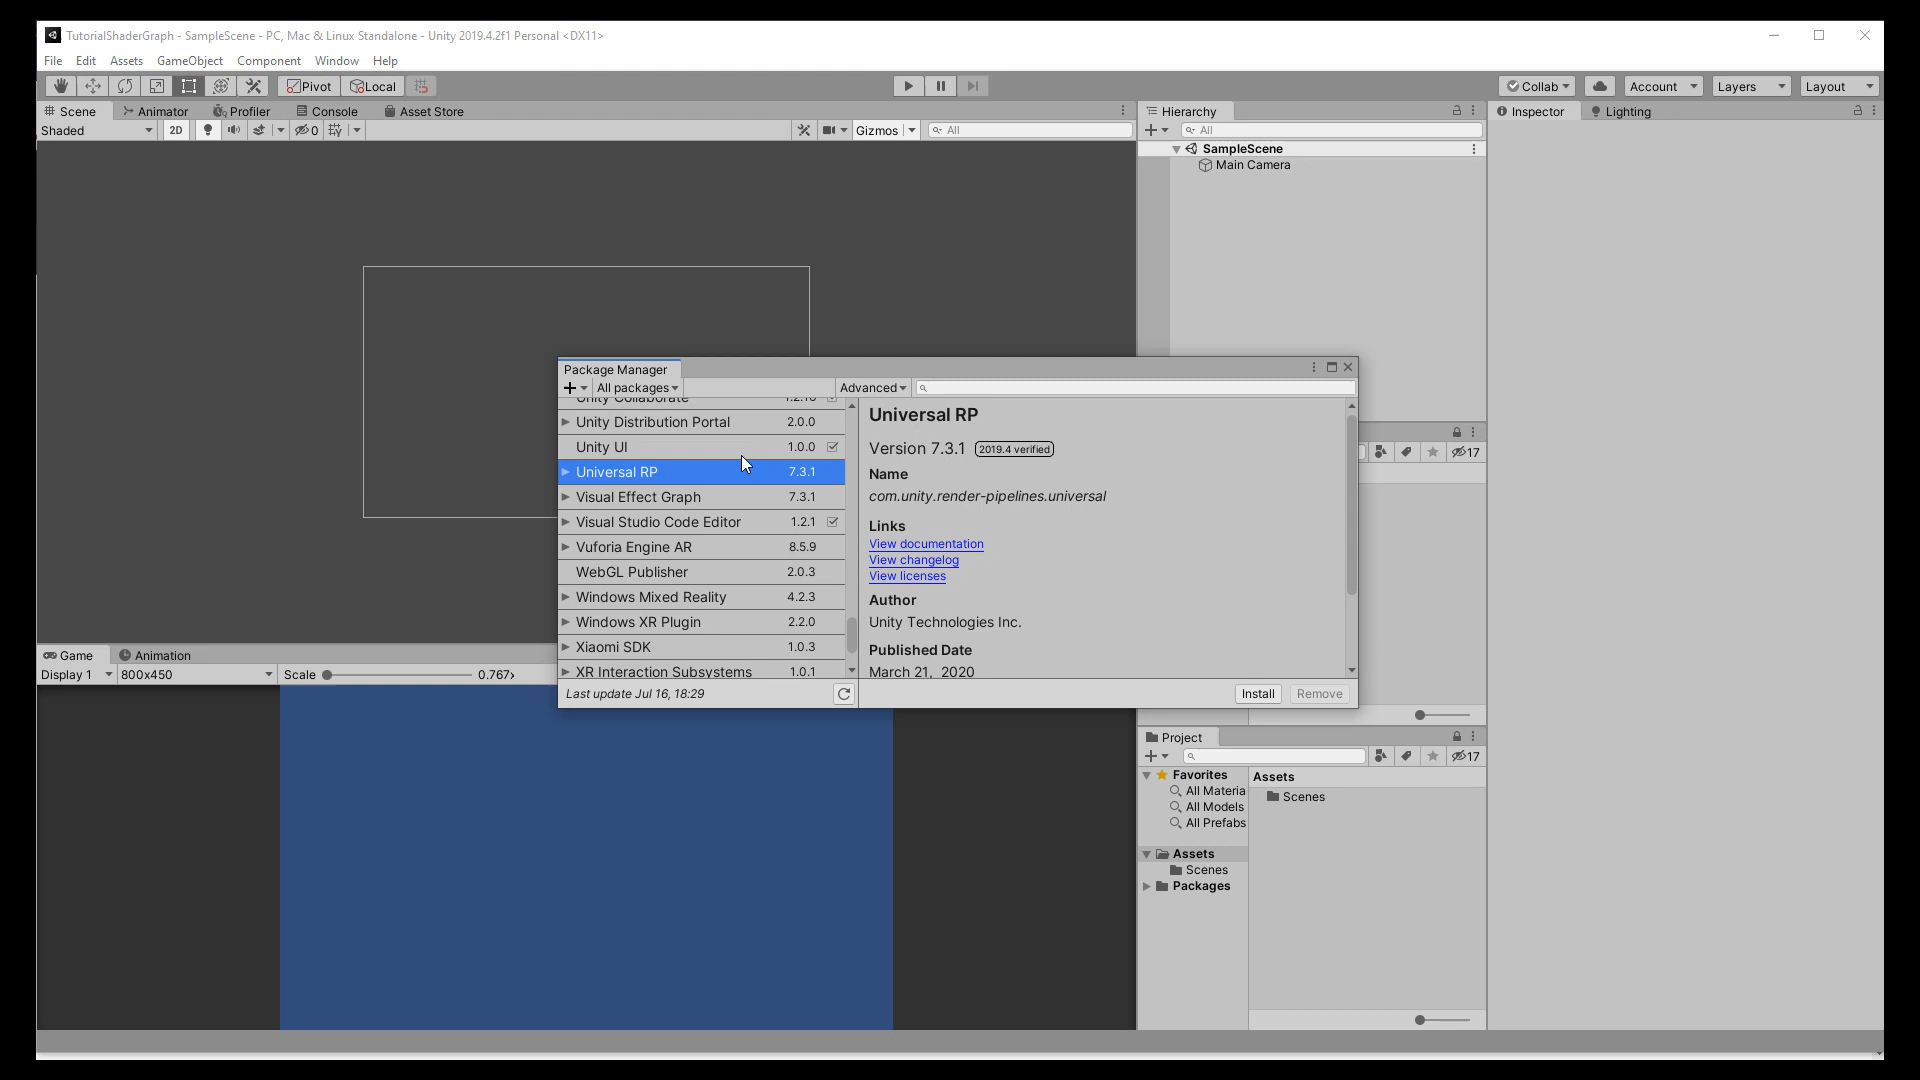 TutorialShaderGraph - SampleScene - PC, Mac & Linux Standalone - Unity 2019.4.2f1 Personal <DX11>
File Edit Assets GameObject Component Window Help
Pivot Local Collab Account Layers Layout
Scene Animator Profiler Console Asset Store
Shaded 2D 0 Gizmos All
Hierarchy
All
SampleScene
Main Camera
Inspector Lighting
Package Manager
All packages Advanced
Unity Collaborate 1.2.16
Unity Distribution Portal 2.0.0
Unity UI 1.0.0
Universal RP 7.3.1
Visual Effect Graph 7.3.1
Visual Studio Code Editor 1.2.1
Vuforia Engine AR 8.5.9
WebGL Publisher 2.0.3
Windows Mixed Reality 4.2.3
Windows XR Plugin 2.2.0
Xiaomi SDK 1.0.3
XR Interaction Subsystems 1.0.1
Last update Jul 16, 18:29
Universal RP
Version 7.3.1 2019.4 verified
Name
com.unity.render-pipelines.universal
Links
View documentation
View changelog
View licenses
Author
Unity Technologies Inc.
Published Date
March 21, 2020
Install Remove
17
Game Animation
Display 1 800x450 Scale 0.767x
Project
17
Favorites
All Materia
All Models
All Prefabs
Assets
Scenes
Packages
Assets
Scenes